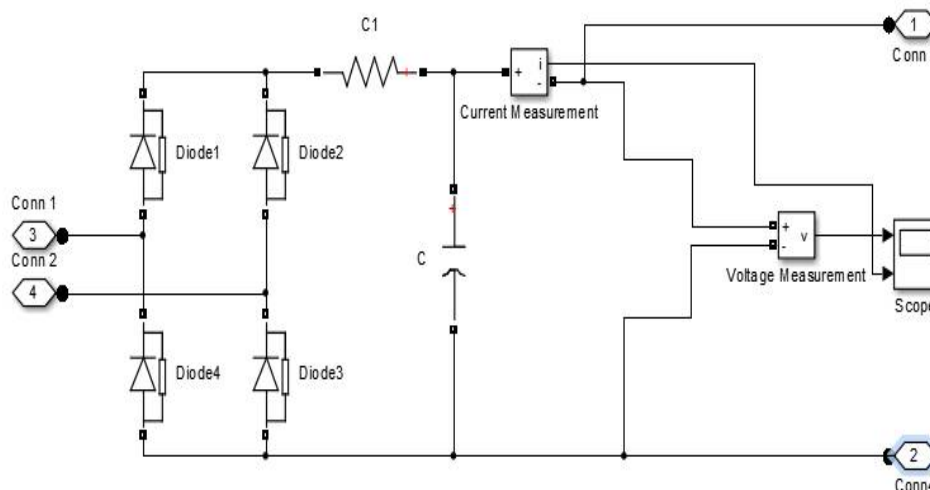 C1
1
Conn
i
+
-
Current Measurement
Diode1
Diode2
Conn 1
3
Conn 2
4
+
C
+
-
v
Voltage Measurement
Scope
Diode4
Diode3
2
Conn4